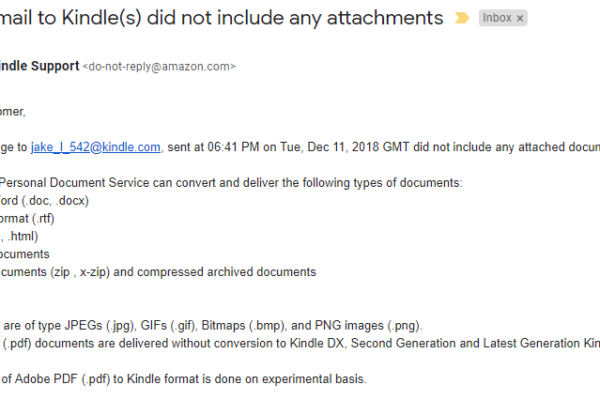 mail to Kindle(s) did not include any attachments Inbox x
indle Support <do-not-reply@amazon.com>
omer,
ge to jake_l_542@kindle.com, sent at 06:41 PM on Tue, Dec 11, 2018 GMT did not include any attached docum
Personal Document Service can convert and deliver the following types of documents:
ord (.doc, .docx)
ormat (.rtf)
, .html)
ocuments
cuments (zip , x-zip) and compressed archived documents
are of type JPEGs (.jpg), GIFs (.gif), Bitmaps (.bmp), and PNG images (.png).
(.pdf) documents are delivered without conversion to Kindle DX, Second Generation and Latest Generation Kin
of Adobe PDF (.pdf) to Kindle format is done on experimental basis.